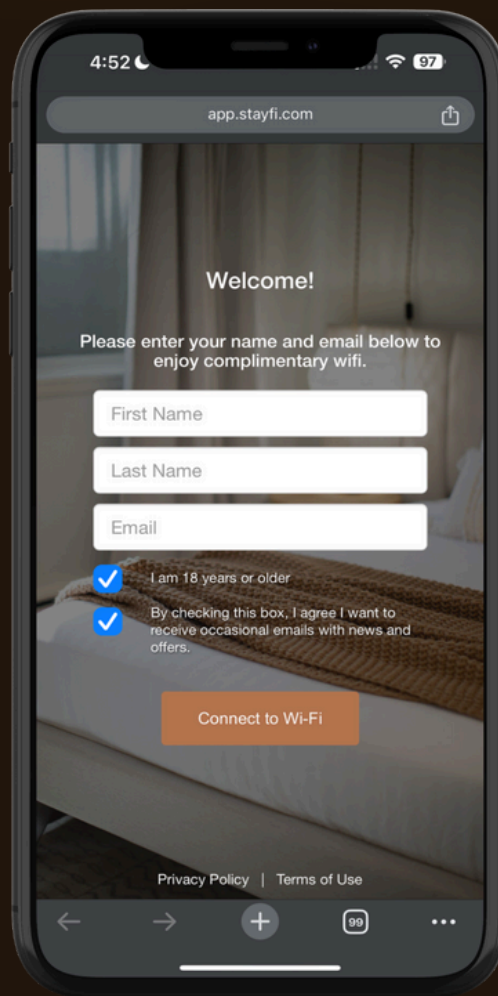 4:52
97
app.stayfi.com
Welcome!
Please enter your name and email below to
enjoy complimentary wifi.
First Name
Last Name
Email
I am 18 years or older
By checking this box, I agree I want to
receive occasional emails with news and
offers.
Connect to Wi-Fi
Privacy Policy | Terms of Use
99